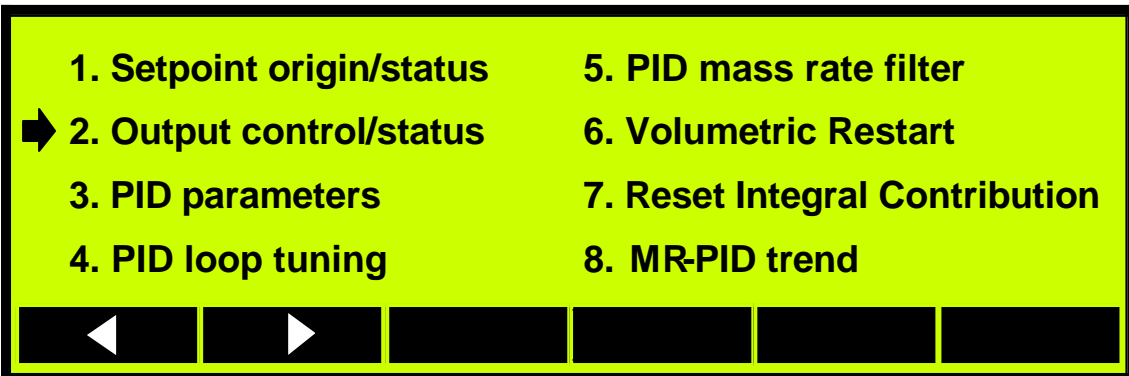 1. Setpoint origin/status
2. Output control/status
3. PID parameters
4. PID loop tuning
5. PID mass rate filter
6. Volumetric Restart
7. Reset Integral Contribution
8. MR-PID trend